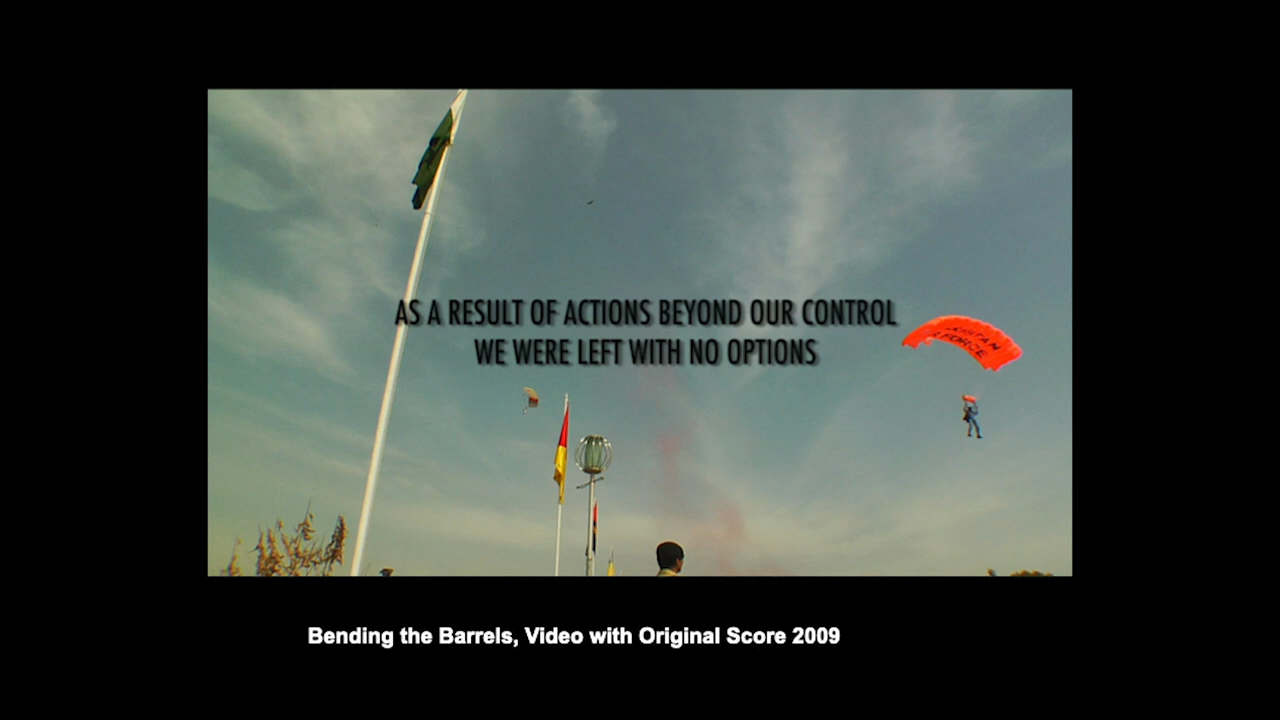 AS A RESULT OF ACTIONS BEYOND OUR CONTROL
WE WERE LEFT WITH NO OPTIONS
FORCE
Bending the Barrels, Video with Original Score 2009